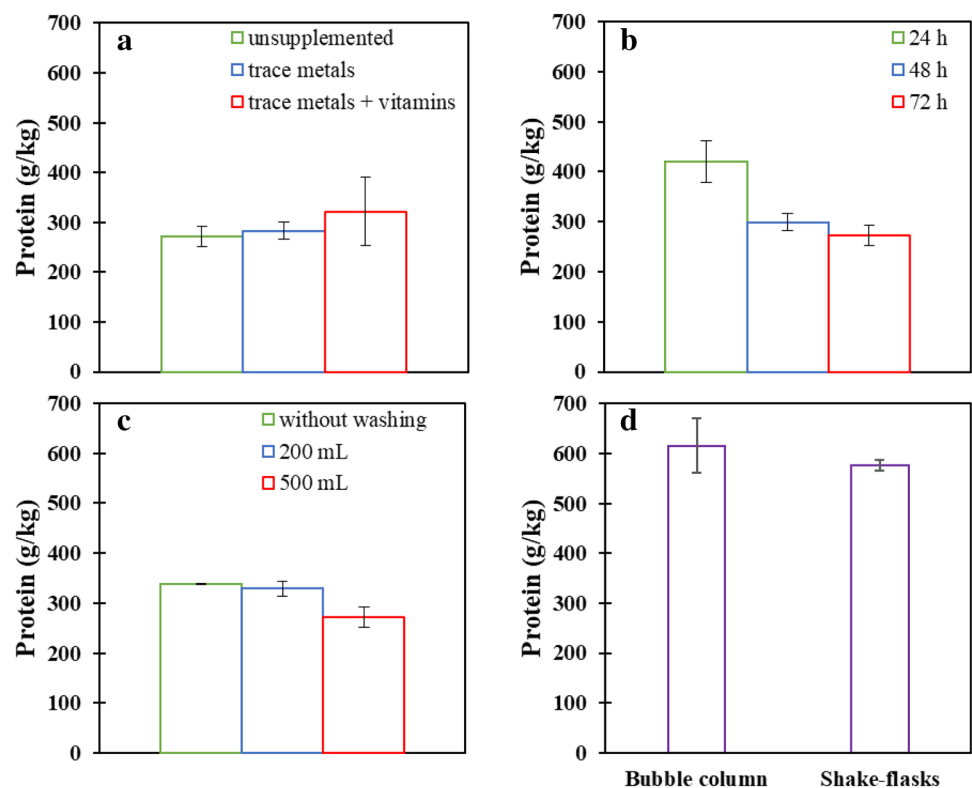 a
unsupplemented
trace metals
trace metals + vitamins
Protein (g/kg)
700
600
500
400
300
200
100
0
b
24 h
48 h
72 h
Protein (g/kg)
700
600
500
400
300
200
100
0
c
without washing
200 mL
500 mL
Protein (g/kg)
700
600
500
400
300
200
100
0
d
Protein (g/kg)
700
600
500
400
300
200
100
0
Bubble column Shake-flasks